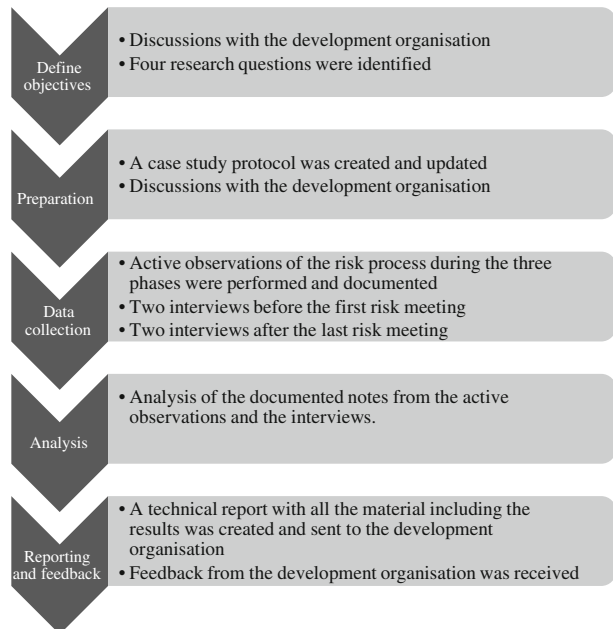 Define
objectives
• Discussions with the development organisation
• Four research questions were identified
Preparation
• A case study protocol was created and updated
• Discussions with the development organisation
Data
collection
• Active observations of the risk process during the three
phases were performed and documented
• Two interviews before the first risk meeting
• Two interviews after the last risk meeting
Analysis
• Analysis of the documented notes from the active
observations and the interviews.
Reporting
and feedback
• A technical report with all the material including the
results was created and sent to the development
organisation
• Feedback from the development organisation was received